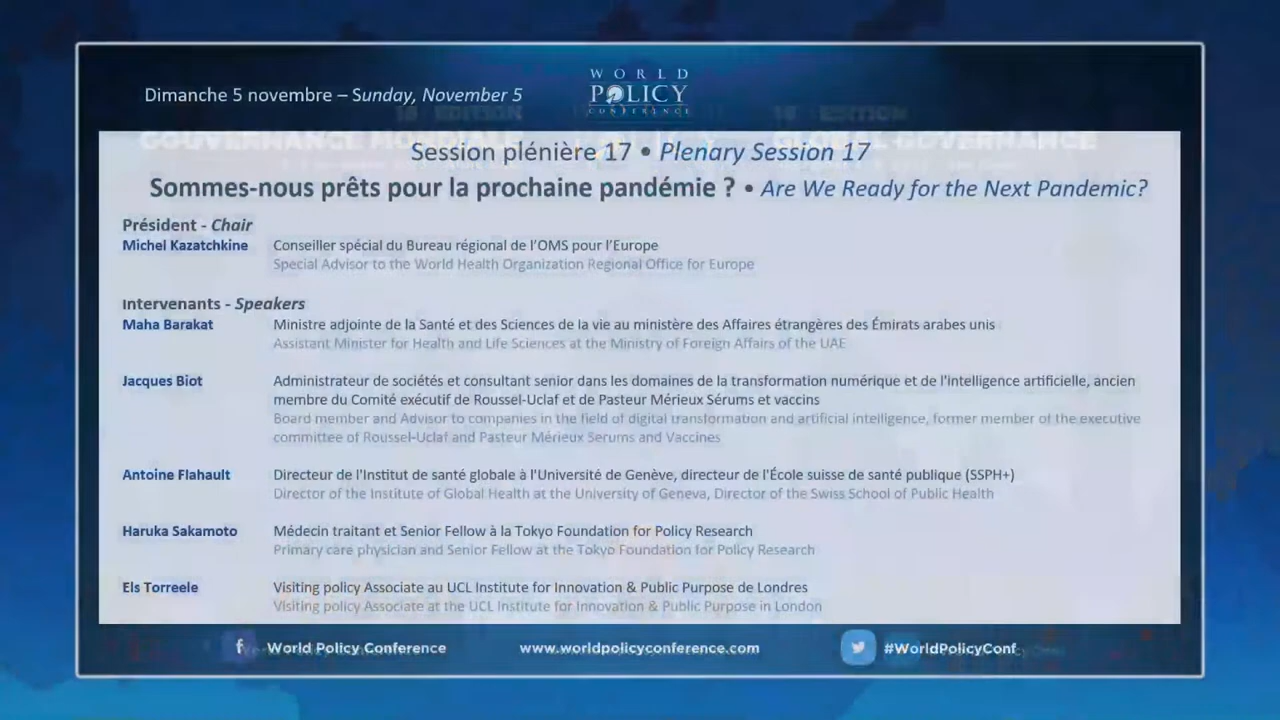 Dimanche 5 novembre – Sunday, November 5
WORLD
POLICY
CONFERENCE
Session plénière 17 • Plenary Session 17
Sommes-nous prêts pour la prochaine pandémie ? • Are We Ready for the Next Pandemic?
Président - Chair
Michel Kazatchkine Conseiller spécial du Bureau régional de l'OMS pour l'Europe
Special Advisor to the World Health Organization Regional Office for Europe
Intervenants - Speakers
Maha Barakat Ministre adjointe de la Santé et des Sciences de la vie au ministère des Affaires étrangères des Émirats arabes unis
Assistant Minister for Health and Life Sciences at the Ministry of Foreign Affairs of the UAE
Jacques Biot Administrateur de sociétés et consultant senior dans les domaines de la transformation numérique et de l'intelligence artificielle, ancien
membre du Comité exécutif de Roussel-Uclaf et de Pasteur Mérieux Sérums et vaccins
Board member and Advisor to companies in the field of digital transformation and artificial intelligence, former member of the executive
committee of Roussel-Uclaf and Pasteur Mérieux Serums and Vaccines
Antoine Flahault Directeur de l'Institut de santé globale à l'Université de Genève, directeur de l'École suisse de santé publique (SSPH+)
Director of the Institute of Global Health at the University of Geneva, Director of the Swiss School of Public Health
Haruka Sakamoto Médecin traitant et Senior Fellow à la Tokyo Foundation for Policy Research
Primary care physician and Senior Fellow at the Tokyo Foundation for Policy Research
Els Torreele Visiting policy Associate au UCL Institute for Innovation & Public Purpose de Londres
Visiting policy Associate at the UCL Institute for Innovation & Public Purpose in London
f World Policy Conference www.worldpolicyconference.com #WorldPolicyConf